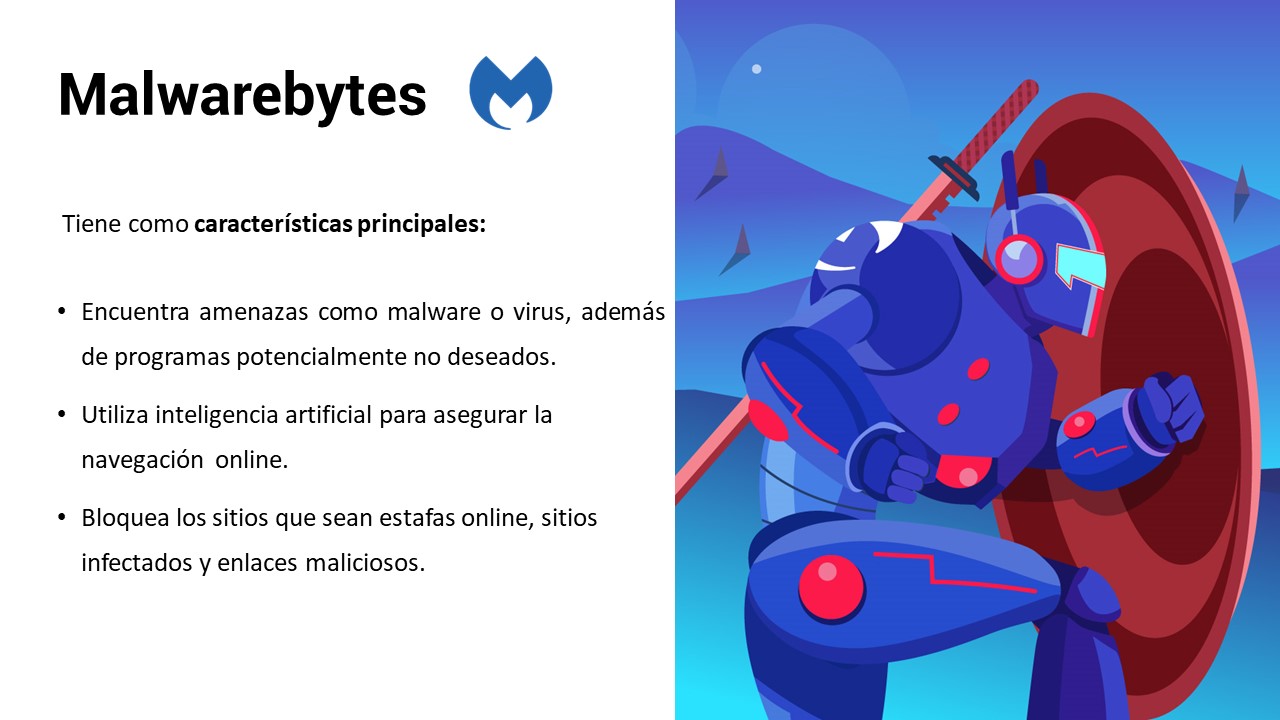 Malwarebytes
Tiene como características principales:
• Encuentra amenazas como malware o virus, además
de programas potencialmente no deseados.
• Utiliza inteligencia artificial para asegurar la
navegación online.
• Bloquea los sitios que sean estafas online, sitios
infectados y enlaces maliciosos.